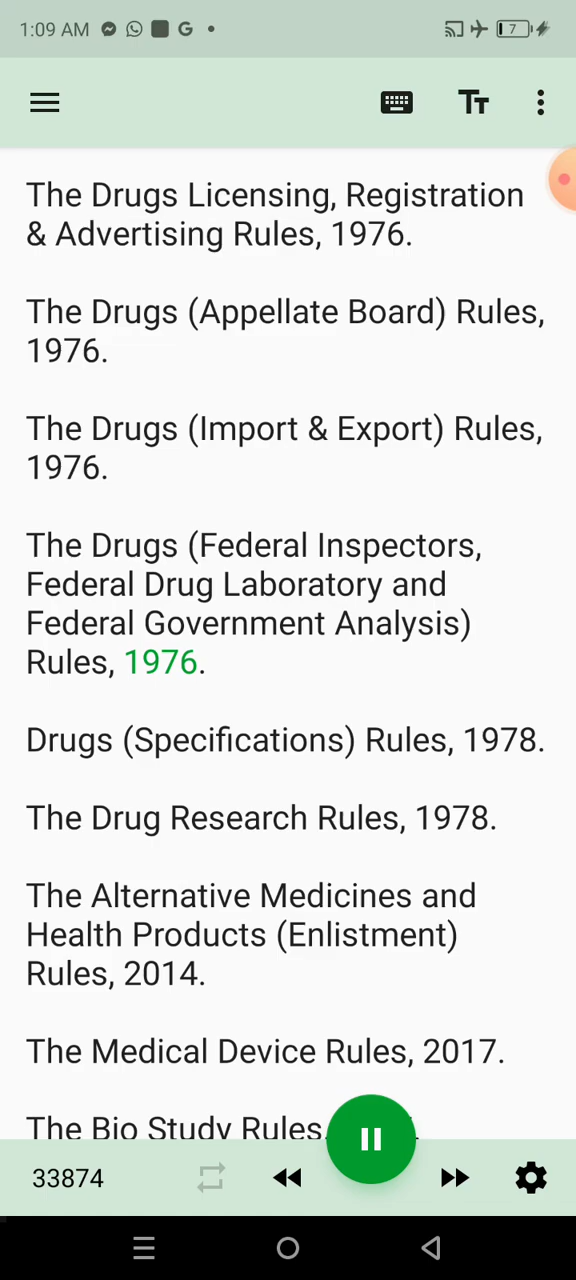 1:09 AM
7
The Drugs Licensing, Registration
& Advertising Rules, 1976.
The Drugs (Appellate Board) Rules,
1976.
The Drugs (Import & Export) Rules,
1976.
The Drugs (Federal Inspectors,
Federal Drug Laboratory and
Federal Government Analysis)
Rules, 1976.
Drugs (Specifications) Rules, 1978.
The Drug Research Rules, 1978.
The Alternative Medicines and
Health Products (Enlistment)
Rules, 2014.
The Medical Device Rules, 2017.
The Bio Study Rules,
33874